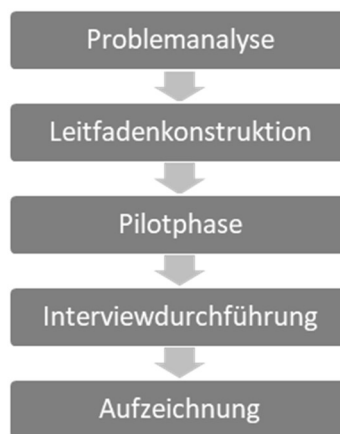 Problemanalyse
Leitfadenkonstruktion
Pilotphase
Interviewdurchführung
Aufzeichnung